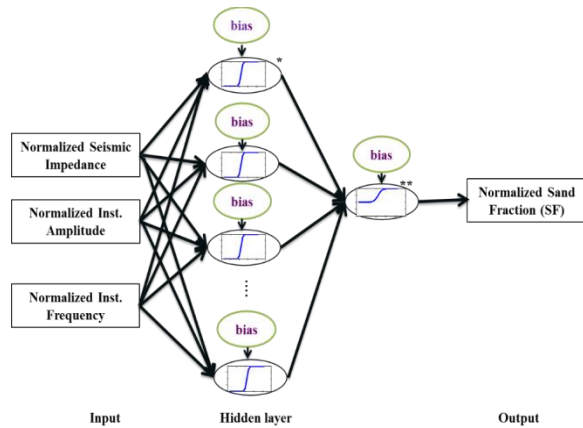 bias
*
bias
Normalized Seismic
Impedance
bias
**
bias
Normalized Inst.
Amplitude
Normalized Sand
Fraction (SF)
Normalized Inst.
Frequency
.....
bias
Input
Hidden layer
Output